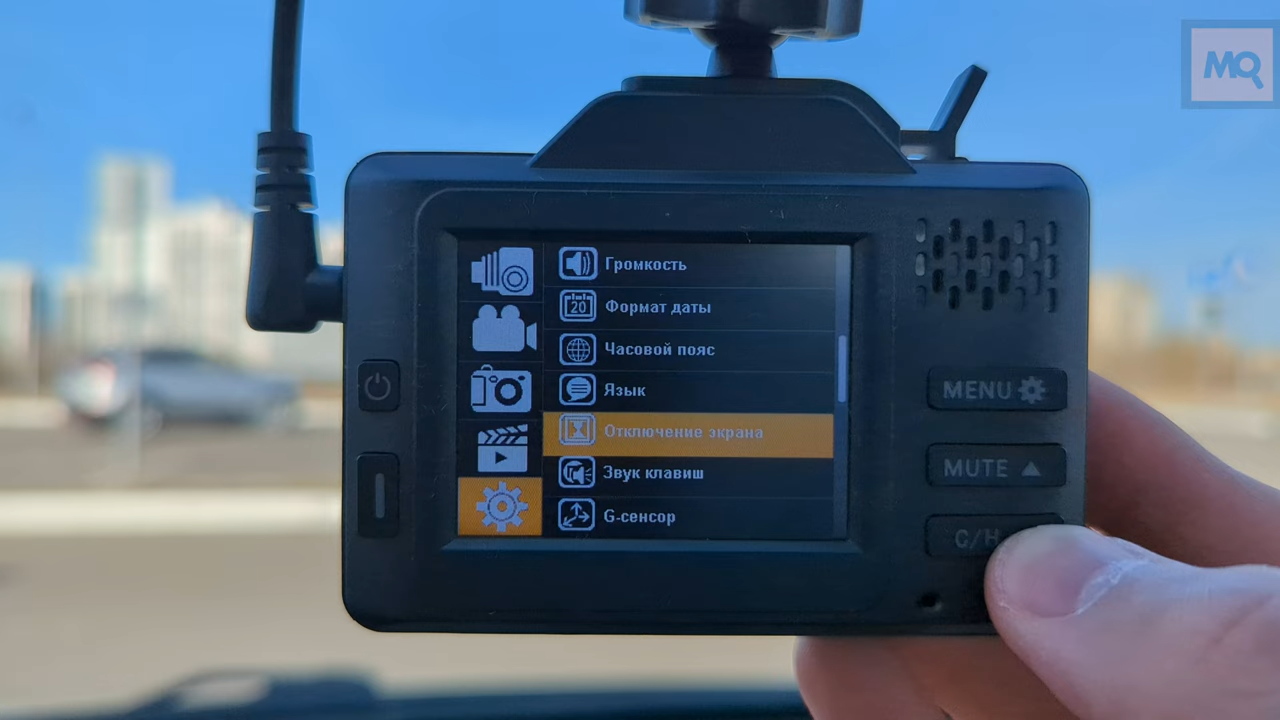 MQ
Громкость
20
Формат даты
Часовой пояс
Язык
Отключение экрана
Звук клавиш
G-сенсор
MENU
MUTE
C/H